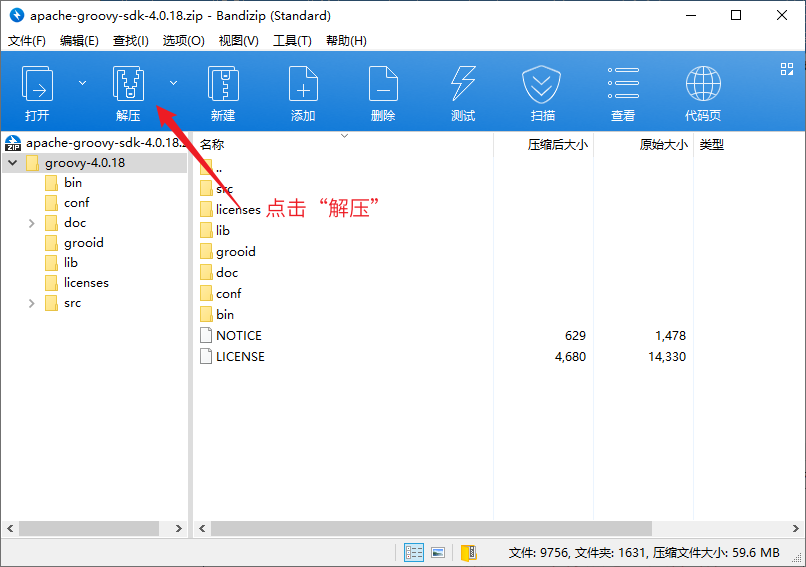 apache-groovy-sdk-4.0.18.zip - Bandizip (Standard)
文件(F) 编辑(E) 查找(I) 选项(O) 视图(V) 工具(T) 帮助(H)
打开 解压 新建 添加 删除 测试 扫描 查看 代码页
apache-groovy-sdk-4.0.18.z
groovy-4.0.18
bin
conf
doc
grooid
lib
licenses
src
名称 压缩后大小 原始大小 类型
..
src
licenses
点击“解压”
lib
grooid
doc
conf
bin
NOTICE 629 1,478
LICENSE 4,680 14,330
文件: 9756, 文件夹: 1631, 压缩文件大小: 59.6 MB